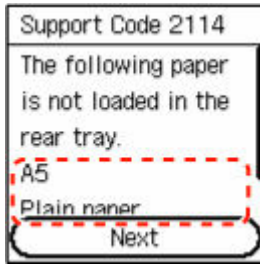 Support Code 2114
The following paper
is not loaded in the
rear tray.
A5
Plain paper
Next